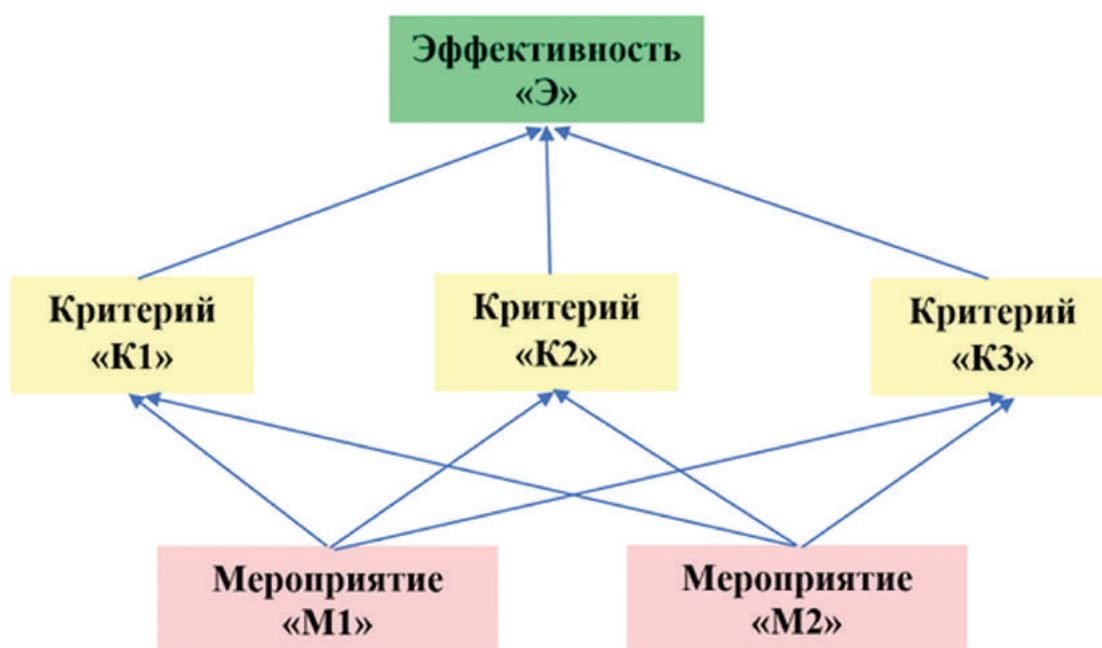 Эффективность
«Э»
Критерий
«К1»
Критерий
«К2»
Критерий
«К3»
Мероприятие
«М1»
Мероприятие
«М2»